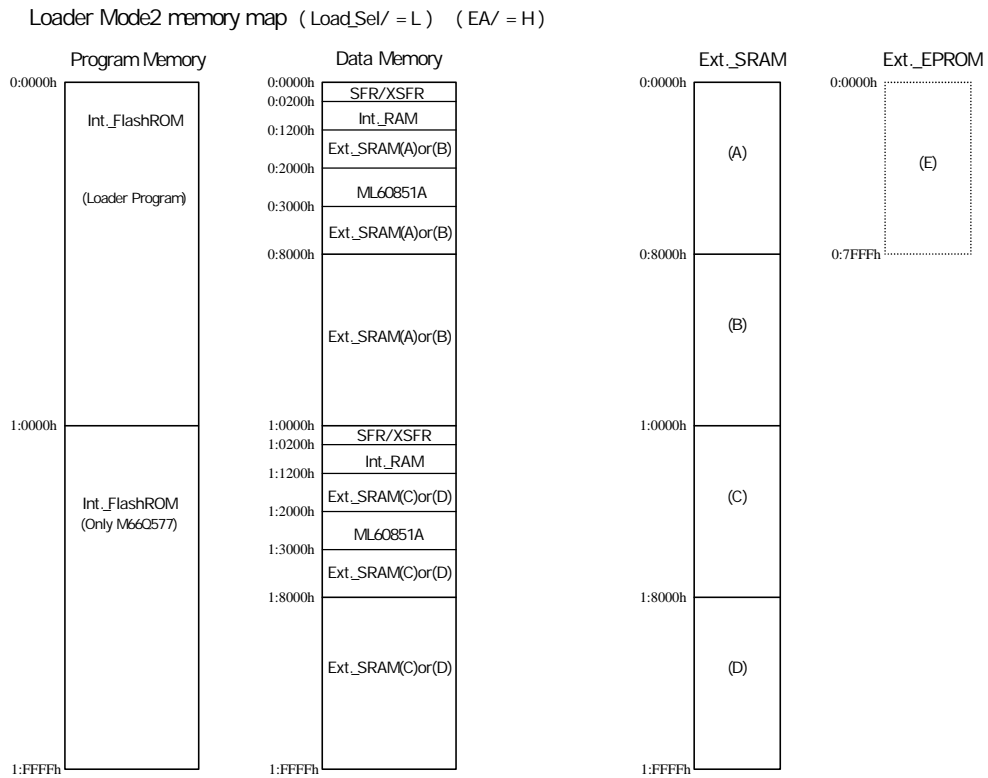 Loader Mode2 memory map (Load_Sel/ = L) (EA/ = H)
Program Memory
0:0000h
Int._FlashROM
(Loader Program)
1:0000h
Int._FlashROM
(Only M66Q577)
1:FFFFh
Data Memory
0:0000h
SFR/XSFR
0:0200h
Int._RAM
0:1200h
Ext._SRAM(A)or(B)
0:2000h
ML60851A
0:3000h
Ext._SRAM(A)or(B)
0:8000h
Ext._SRAM(A)or(B)
1:0000h
SFR/XSFR
1:0200h
Int._RAM
1:1200h
Ext._SRAM(C)or(D)
1:2000h
ML60851A
1:3000h
Ext._SRAM(C)or(D)
1:8000h
Ext._SRAM(C)or(D)
1:FFFFh
Ext._SRAM
0:0000h
(A)
0:8000h
(B)
1:0000h
(C)
1:8000h
(D)
1:FFFFh
Ext._EPROM
0:0000h
(E)
0:7FFFh